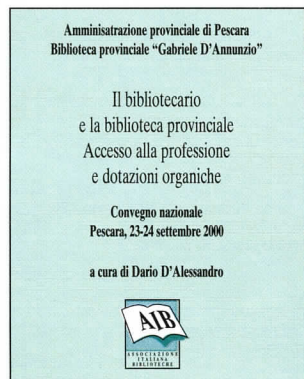 Amminisatrazione provinciale di Pescara
Biblioteca provinciale “Gabriele D’Annunzio”
Il bibliotecario
e la biblioteca provinciale
Accesso alla professione
e dotazioni organiche
Convegno nazionale
Pescara, 23-24 settembre 2000
a cura di Dario D’Alessandro
AIB
ASSOCIAZIONE
ITALIANA
BIBLIOTECHE